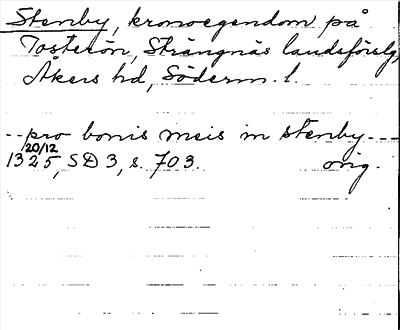 Stenby, kronoegendom på
Tosterön, Strängnäs landsförslg,
Åkers hd, Söderm. l.
-- pro bonis meis in stenby ---
20/12
1325, SD 3, s. 703. orig.